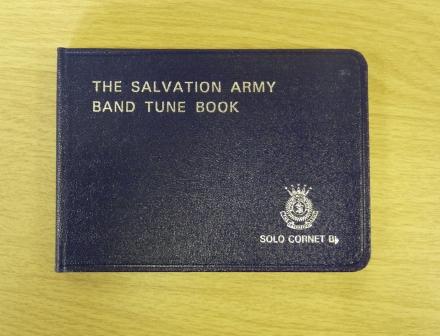 THE SALVATION ARMY
BAND TUNE BOOK
SOLO CORNET B♭